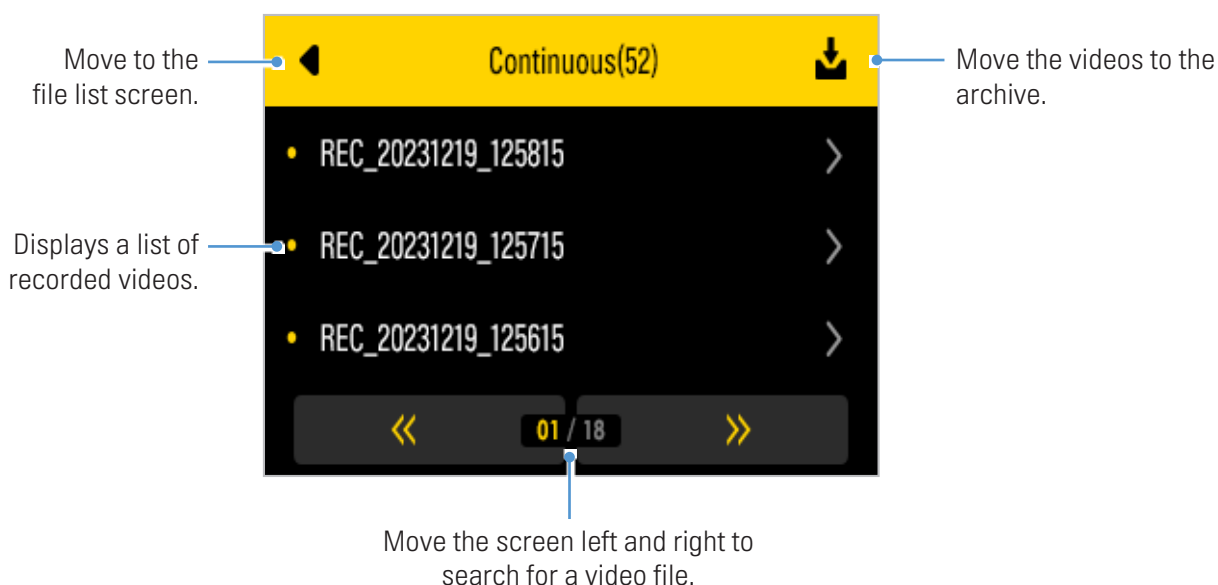 Move to the
file list screen.
Continuous(52)
Move the videos to the
archive.
REC_20231219_125815
Displays a list of
recorded videos.
REC_20231219_125715
REC_20231219_125615
01 / 18
Move the screen left and right to
search for a video file.